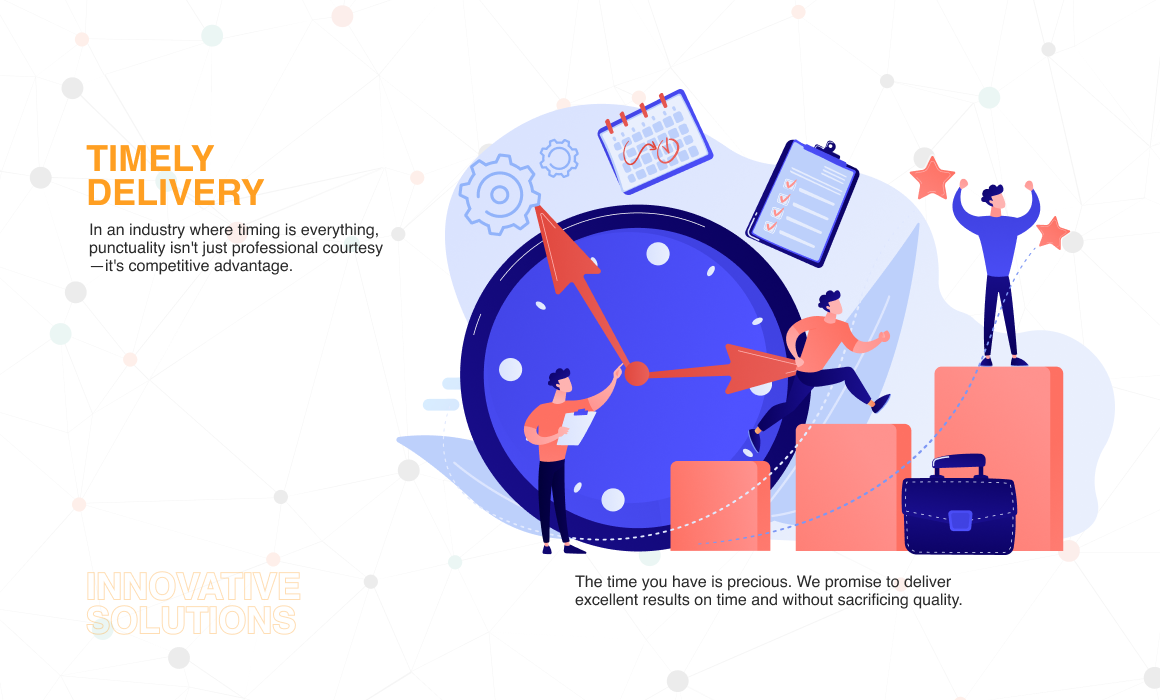 TIMELY
DELIVERY
In an industry where timing is everything,
punctuality isn't just professional courtesy
—it's competitive advantage.
INNOVATIVE
SOLUTIONS
The time you have is precious. We promise to deliver
excellent results on time and without sacrificing quality.